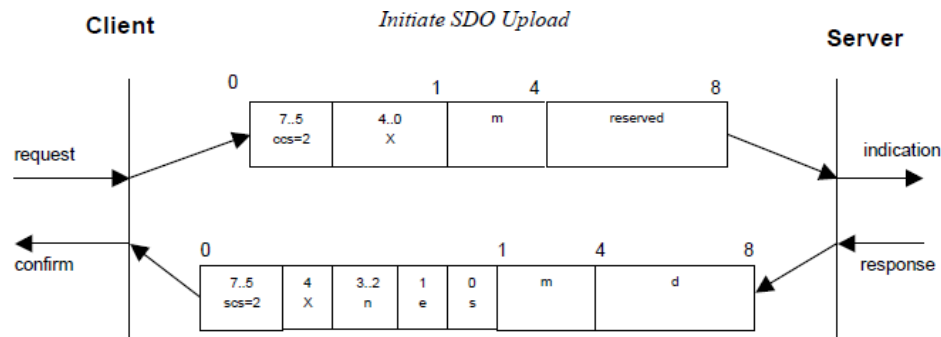 Initiate SDO Upload
Client
Server
0 1 4 8
7..5 4..0 m reserved
ccs=2 X
request
indication
0 1 4 8
confirm
response
7..5 4 3..2 1 0 m d
scs=2 X n e s